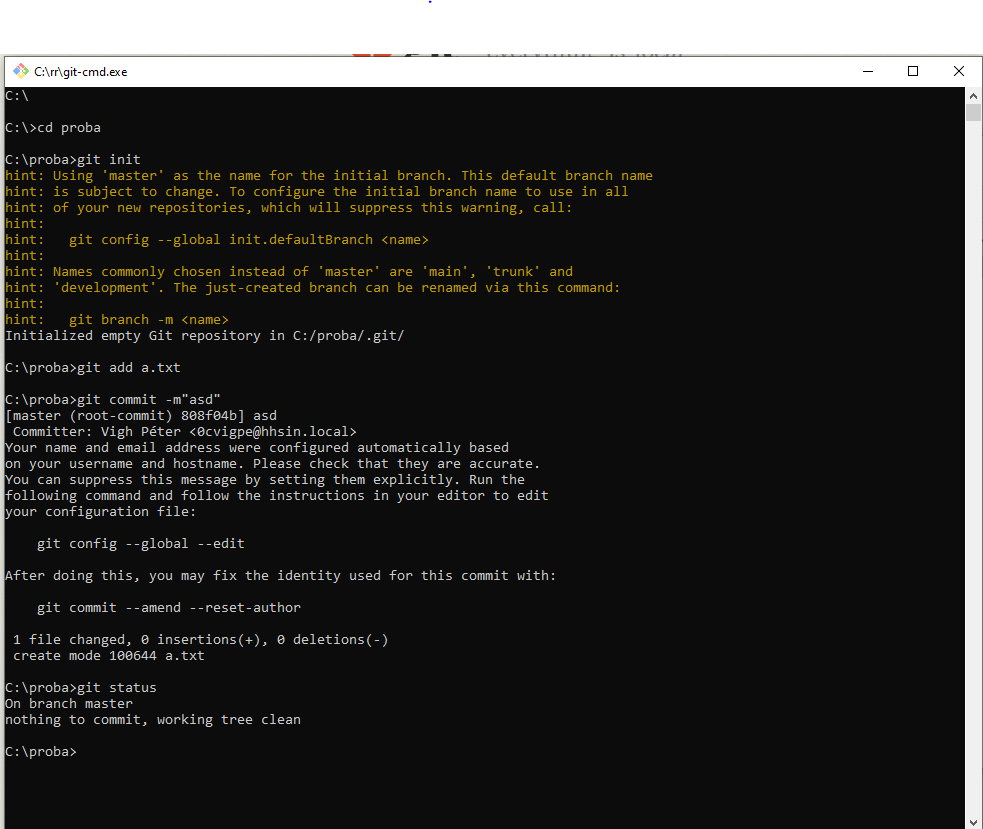 C:\rr\git-cmd.exe
C:\
C:\>cd proba
C:\proba>git init
hint: Using 'master' as the name for the initial branch. This default branch name
hint: is subject to change. To configure the initial branch name to use in all
hint: of your new repositories, which will suppress this warning, call:
hint:
hint:   git config --global init.defaultBranch <name>
hint:
hint: Names commonly chosen instead of 'master' are 'main', 'trunk' and
hint: 'development'. The just-created branch can be renamed via this command:
hint:
hint:   git branch -m <name>
Initialized empty Git repository in C:/proba/.git/
C:\proba>git add a.txt
C:\proba>git commit -m"asd"
[master (root-commit) 808f04b] asd
 Committer: Vigh Péter <0cvigpe@hhsin.local>
Your name and email address were configured automatically based
on your username and hostname. Please check that they are accurate.
You can suppress this message by setting them explicitly. Run the
following command and follow the instructions in your editor to edit
your configuration file:
    git config --global --edit
After doing this, you may fix the identity used for this commit with:
    git commit --amend --reset-author
 1 file changed, 0 insertions(+), 0 deletions(-)
 create mode 100644 a.txt
C:\proba>git status
On branch master
nothing to commit, working tree clean
C:\proba>